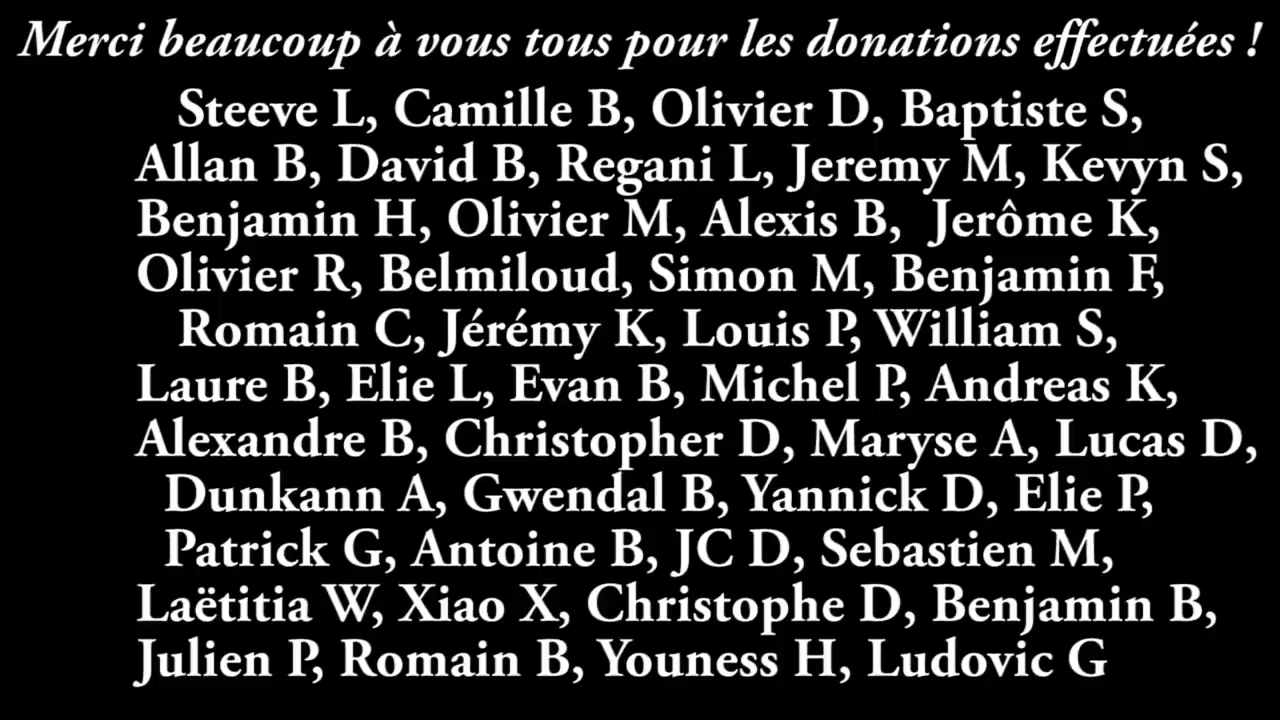 Merci beaucoup à vous tous pour les donations effectuées !
Steeve L, Camille B, Olivier D, Baptiste S,
Allan B, David B, Regani L, Jeremy M, Kevyn S,
Benjamin H, Olivier M, Alexis B, Jerôme K,
Olivier R, Belmiloud, Simon M, Benjamin F,
Romain C, Jérémy K, Louis P, William S,
Laure B, Elie L, Evan B, Michel P, Andreas K,
Alexandre B, Christopher D, Maryse A, Lucas D,
Dunkann A, Gwendal B, Yannick D, Elie P,
Patrick G, Antoine B, JC D, Sebastien M,
Laëtitia W, Xiao X, Christophe D, Benjamin B,
Julien P, Romain B, Youness H, Ludovic G